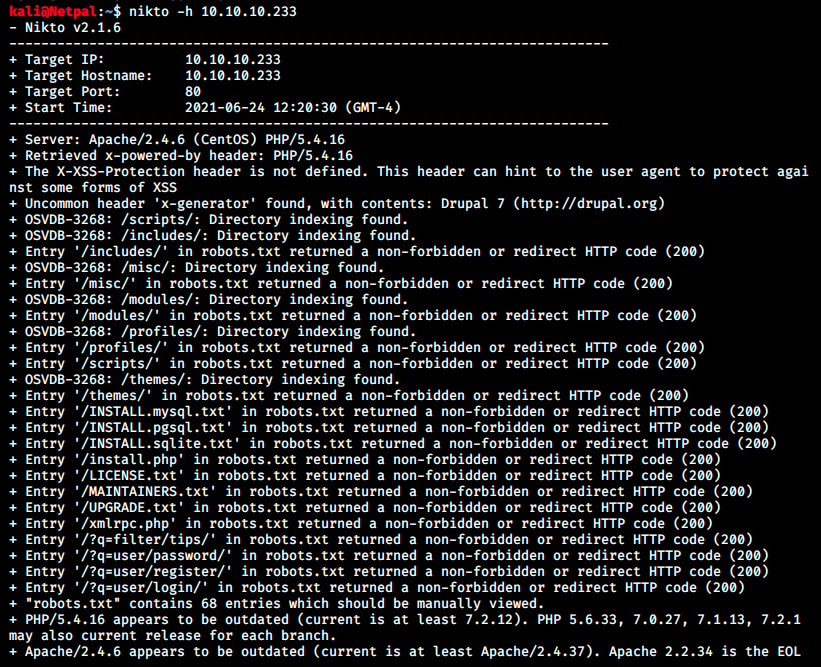 kali@Netpal:~$ nikto -h 10.10.10.233
- Nikto v2.1.6
---------------------------------------------------------------------------
+ Target IP:          10.10.10.233
+ Target Hostname:    10.10.10.233
+ Target Port:        80
+ Start Time:         2021-06-24 12:20:30 (GMT-4)
---------------------------------------------------------------------------
+ Server: Apache/2.4.6 (CentOS) PHP/5.4.16
+ Retrieved x-powered-by header: PHP/5.4.16
+ The X-XSS-Protection header is not defined. This header can hint to the user agent to protect agai
nst some forms of XSS
+ Uncommon header 'x-generator' found, with contents: Drupal 7 (http://drupal.org)
+ OSVDB-3268: /scripts/: Directory indexing found.
+ OSVDB-3268: /includes/: Directory indexing found.
+ Entry '/includes/' in robots.txt returned a non-forbidden or redirect HTTP code (200)
+ OSVDB-3268: /misc/: Directory indexing found.
+ Entry '/misc/' in robots.txt returned a non-forbidden or redirect HTTP code (200)
+ OSVDB-3268: /modules/: Directory indexing found.
+ Entry '/modules/' in robots.txt returned a non-forbidden or redirect HTTP code (200)
+ OSVDB-3268: /profiles/: Directory indexing found.
+ Entry '/profiles/' in robots.txt returned a non-forbidden or redirect HTTP code (200)
+ Entry '/scripts/' in robots.txt returned a non-forbidden or redirect HTTP code (200)
+ OSVDB-3268: /themes/: Directory indexing found.
+ Entry '/themes/' in robots.txt returned a non-forbidden or redirect HTTP code (200)
+ Entry '/INSTALL.mysql.txt' in robots.txt returned a non-forbidden or redirect HTTP code (200)
+ Entry '/INSTALL.pgsql.txt' in robots.txt returned a non-forbidden or redirect HTTP code (200)
+ Entry '/INSTALL.sqlite.txt' in robots.txt returned a non-forbidden or redirect HTTP code (200)
+ Entry '/install.php' in robots.txt returned a non-forbidden or redirect HTTP code (200)
+ Entry '/LICENSE.txt' in robots.txt returned a non-forbidden or redirect HTTP code (200)
+ Entry '/MAINTAINERS.txt' in robots.txt returned a non-forbidden or redirect HTTP code (200)
+ Entry '/UPGRADE.txt' in robots.txt returned a non-forbidden or redirect HTTP code (200)
+ Entry '/xmlrpc.php' in robots.txt returned a non-forbidden or redirect HTTP code (200)
+ Entry '/?q=filter/tips/' in robots.txt returned a non-forbidden or redirect HTTP code (200)
+ Entry '/?q=user/password/' in robots.txt returned a non-forbidden or redirect HTTP code (200)
+ Entry '/?q=user/register/' in robots.txt returned a non-forbidden or redirect HTTP code (200)
+ Entry '/?q=user/login/' in robots.txt returned a non-forbidden or redirect HTTP code (200)
+ "robots.txt" contains 68 entries which should be manually viewed.
+ PHP/5.4.16 appears to be outdated (current is at least 7.2.12). PHP 5.6.33, 7.0.27, 7.1.13, 7.2.1
may also current release for each branch.
+ Apache/2.4.6 appears to be outdated (current is at least Apache/2.4.37). Apache 2.2.34 is the EOL